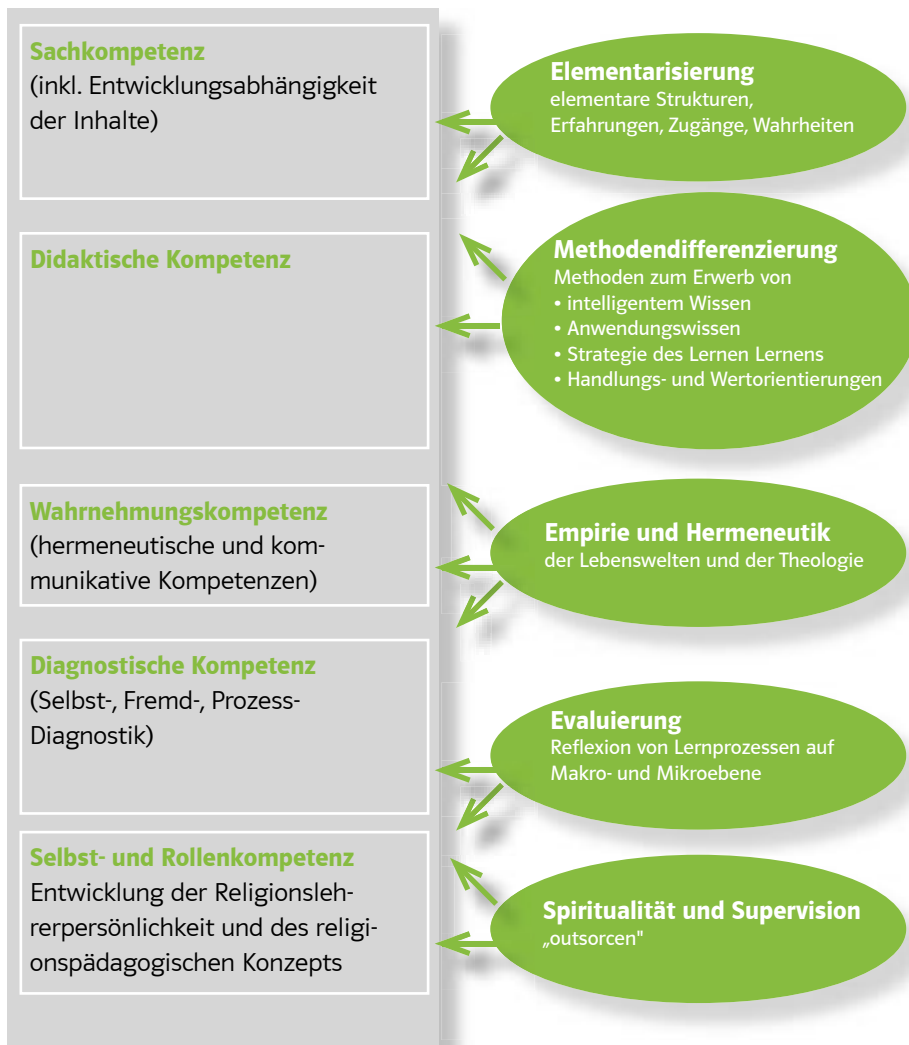 Sachkompetenz
(inkl. Entwicklungsabhängigkeit
der Inhalte)
Elementarisierung
elementare Strukturen,
Erfahrungen, Zugänge, Wahrheiten
Didaktische Kompetenz
Methodendifferenzierung
Methoden zum Erwerb von
• intelligentem Wissen
• Anwendungswissen
• Strategie des Lernen Lernens
• Handlungs- und Wertorientierungen
Wahrnehmungskompetenz
(hermeneutische und kom-
munikative Kompetenzen)
Empirie und Hermeneutik
der Lebenswelten und der Theologie
Diagnostische Kompetenz
(Selbst-, Fremd-, Prozess-
Diagnostik)
Evaluierung
Reflexion von Lernprozessen auf
Makro- und Mikroebene
Selbst- und Rollenkompetenz
Entwicklung der Religionsleh-
rerpersönlichkeit und des religi-
onspädagogischen Konzepts
Spiritualität und Supervision
„outsorcen"